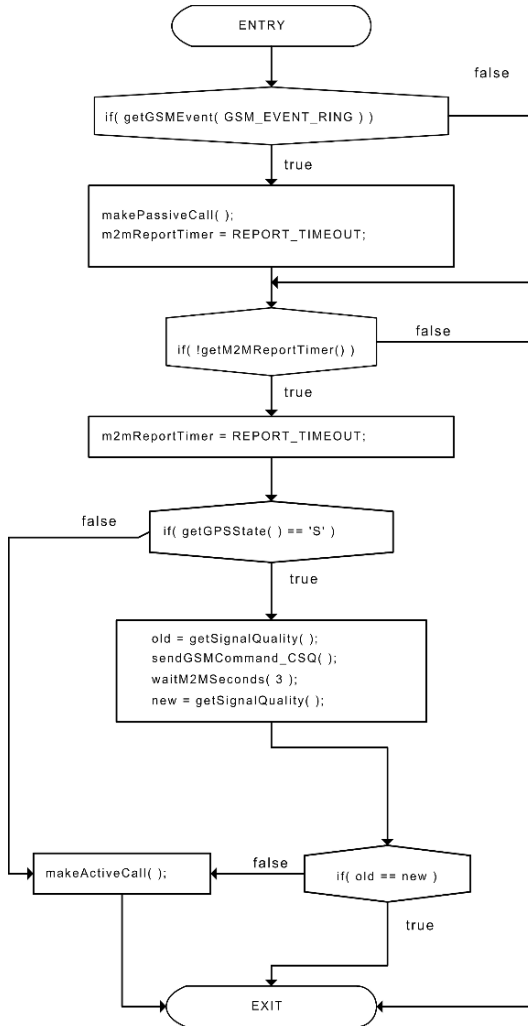 ENTRY
false
if( getGSMEvent( GSM_EVENT_RING ) )
true
makePassiveCall( );
m2mReportTimer = REPORT_TIMEOUT;
if( !getM2MReportTimer() )
false
true
m2mReportTimer = REPORT_TIMEOUT;
false
if( getGPSState( ) == 'S' )
true
old = getSignalQuality( );
sendGSMCommand_CSQ( );
waitM2MSeconds( 3 );
new = getSignalQuality( );
makeActiveCall( );
false
if( old == new )
true
EXIT